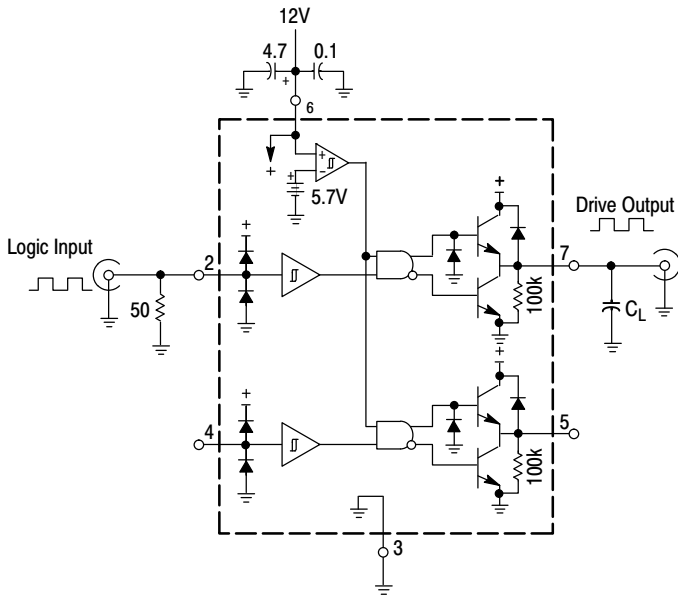 12V
4.7
0.1
+
6
+
+
−
+
5.7V
+
Drive Output
Logic Input
+
2
7
50
100k
CL
+
+
4
5
100k
3